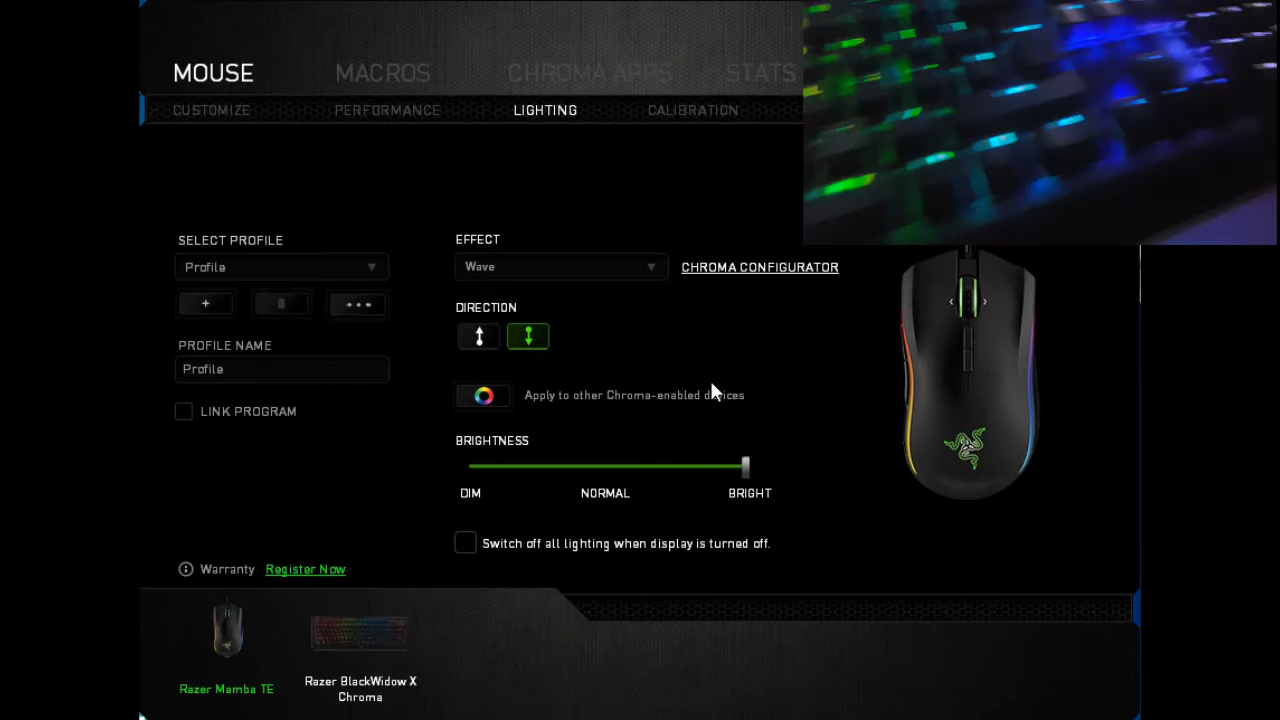 MOUSE MACROS CHROMA APPS STATS
CUSTOMIZE PERFORMANCE LIGHTING CALIBRATION
SELECT PROFILE
Profile
PROFILE NAME
Profile
LINK PROGRAM
EFFECT
Wave CHROMA CONFIGURATOR
DIRECTION
Apply to other Chroma-enabled devices
BRIGHTNESS
DIM NORMAL BRIGHT
Switch off all lighting when display is turned off.
Warranty Register Now
Razer Mamba TE
Razer BlackWidow X
Chroma